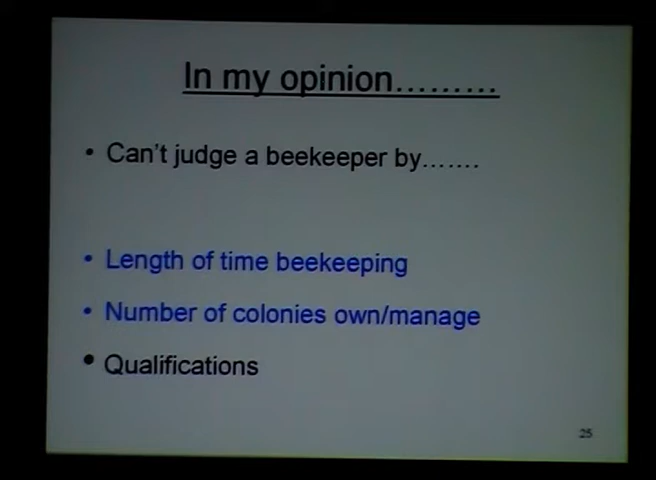 In my opinion………
• Can't judge a beekeeper by…….
• Length of time beekeeping
• Number of colonies own/manage
• Qualifications
25